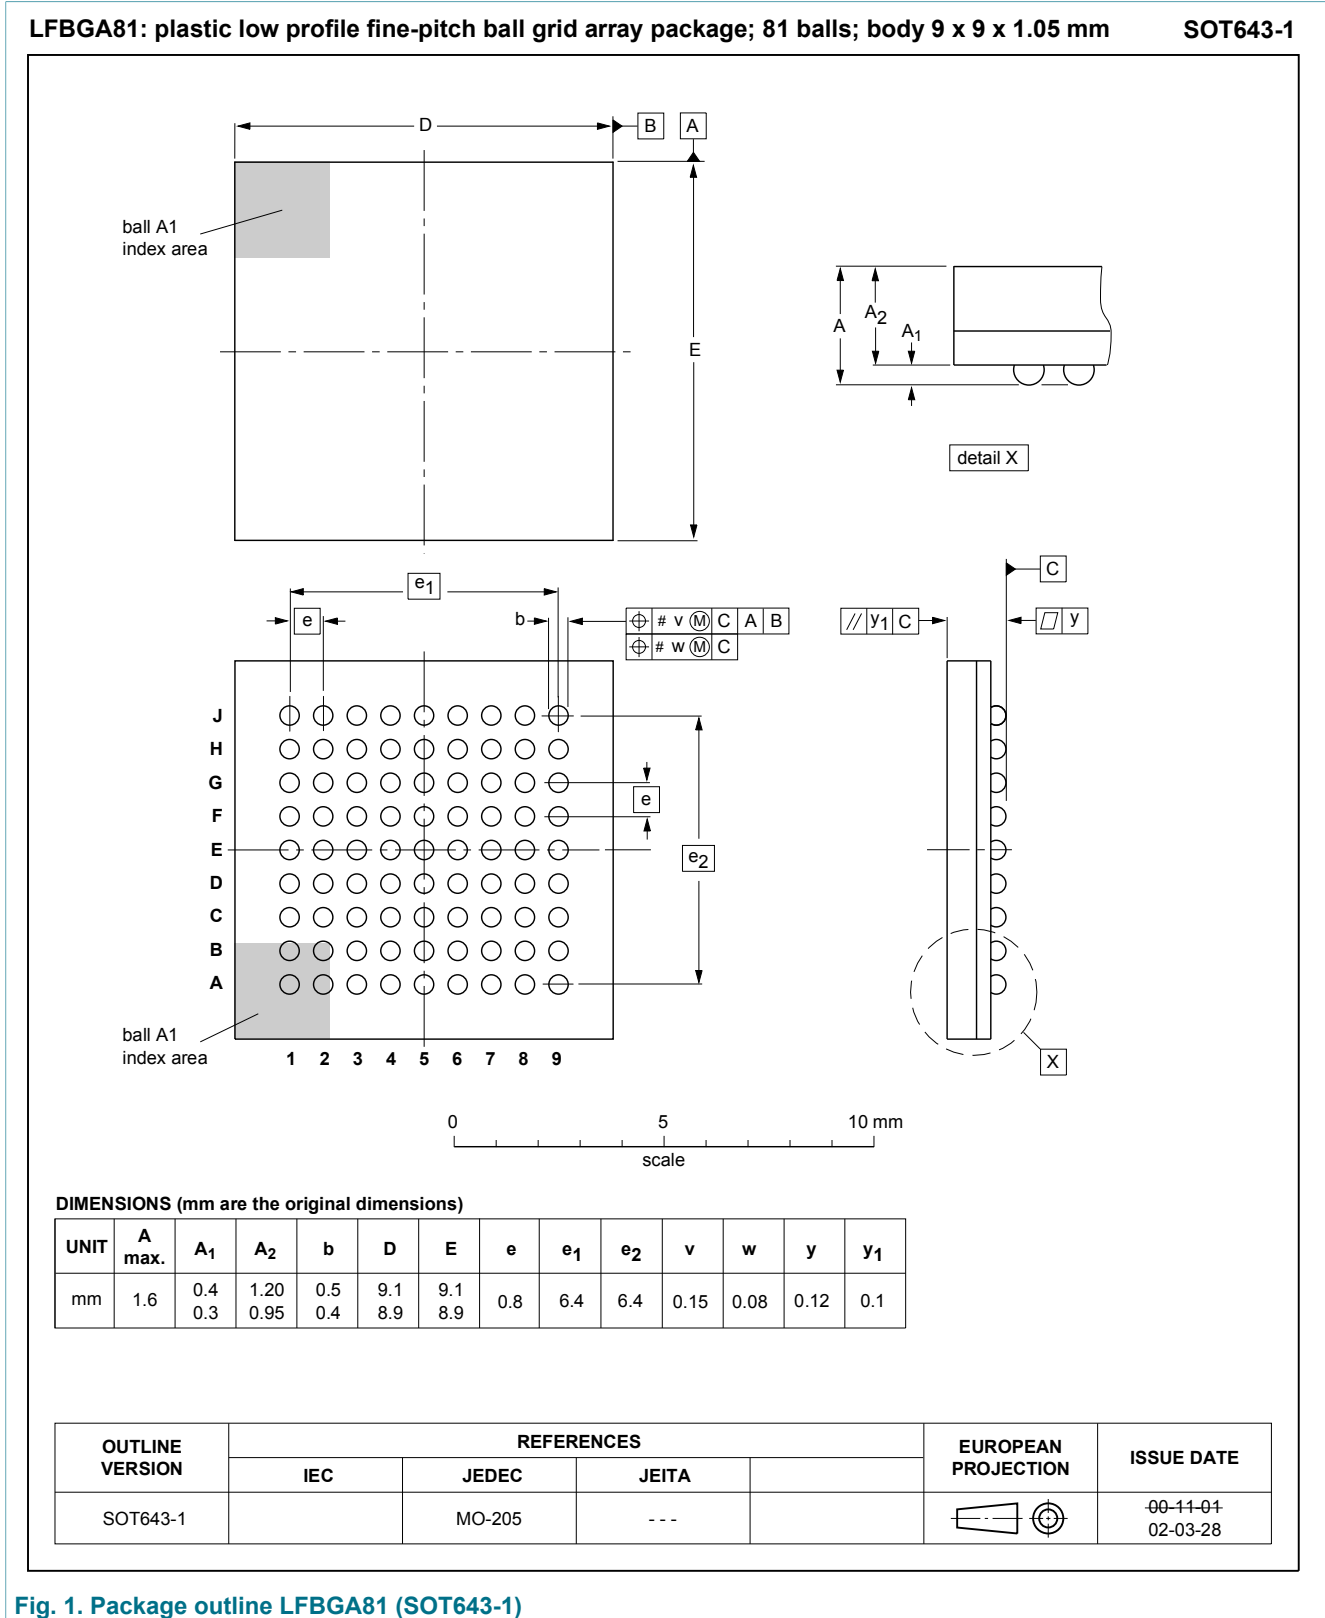 LFBGA81: plastic low profile fine-pitch ball grid array package; 81 balls; body 9 x 9 x 1.05 mm SOT643-1
D B A
ball A1
index area
E
A A2 A1
detail X
e1
e b
# v M C A B
# w M C
y1 C
y
C
J
H
G
F
E
D
C
B
A
e
e2
ball A1
index area
1 2 3 4 5 6 7 8 9
X
0 5 10 mm
scale
DIMENSIONS (mm are the original dimensions)
UNIT A max. A1 A2 b D E e e1 e2 v w y y1
mm 1.6 0.4 0.3 1.20 0.95 0.5 0.4 9.1 8.9 9.1 8.9 0.8 6.4 6.4 0.15 0.08 0.12 0.1
OUTLINE VERSION REFERENCES EUROPEAN PROJECTION ISSUE DATE
IEC JEDEC JEITA
SOT643-1 MO-205 - - - 00-11-01
02-03-28
Fig. 1. Package outline LFBGA81 (SOT643-1)